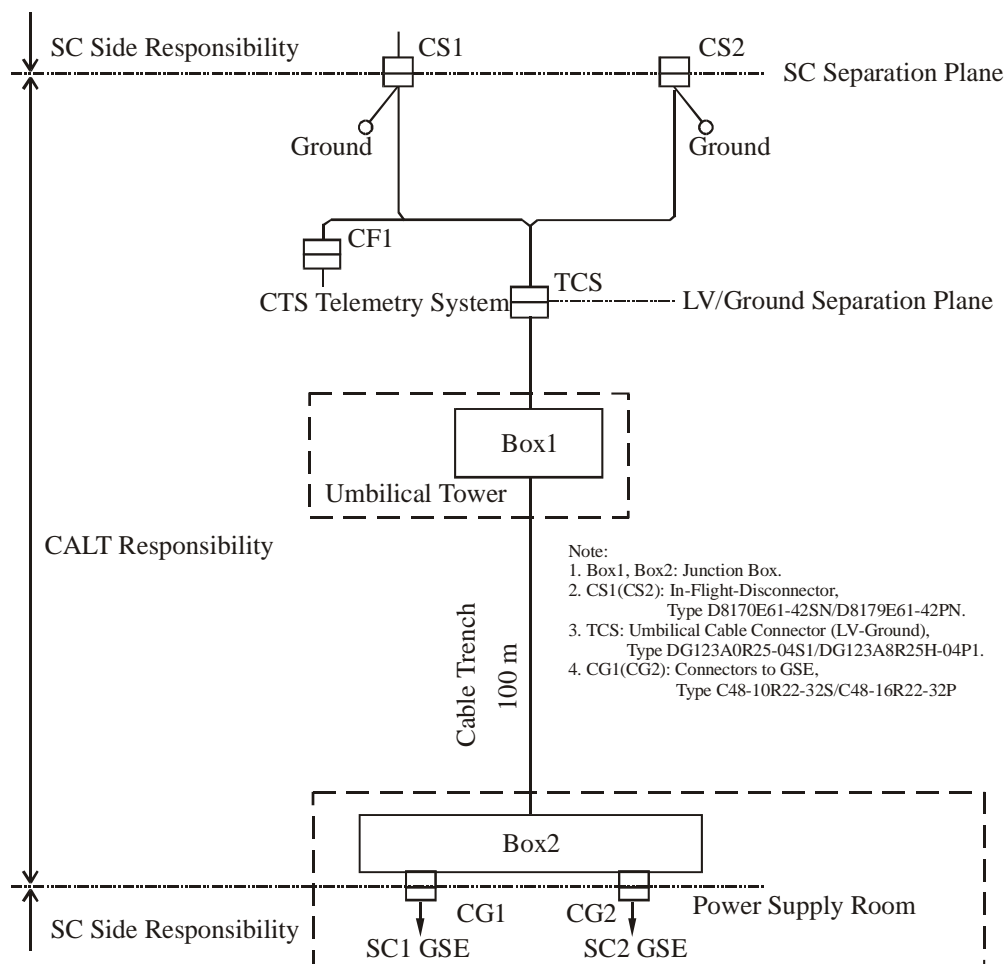 SC Side Responsibility
CS1
CS2
SC Separation Plane
Ground
Ground
CF1
CTS Telemetry System
TCS
LV/Ground Separation Plane
Box1
Umbilical Tower
CALT Responsibility
Note:
1. Box1, Box2: Junction Box.
2. CS1(CS2): In-Flight-Disconnector,
Type D8170E61-42SN/D8179E61-42PN.
3. TCS: Umbilical Cable Connector (LV-Ground),
Type DG123A0R25-04S1/DG123A8R25H-04P1.
4. CG1(CG2): Connectors to GSE,
Type C48-10R22-32S/C48-16R22-32P
Cable Trench
100 m
Box2
CG1
CG2
Power Supply Room
SC Side Responsibility
SC1 GSE
SC2 GSE